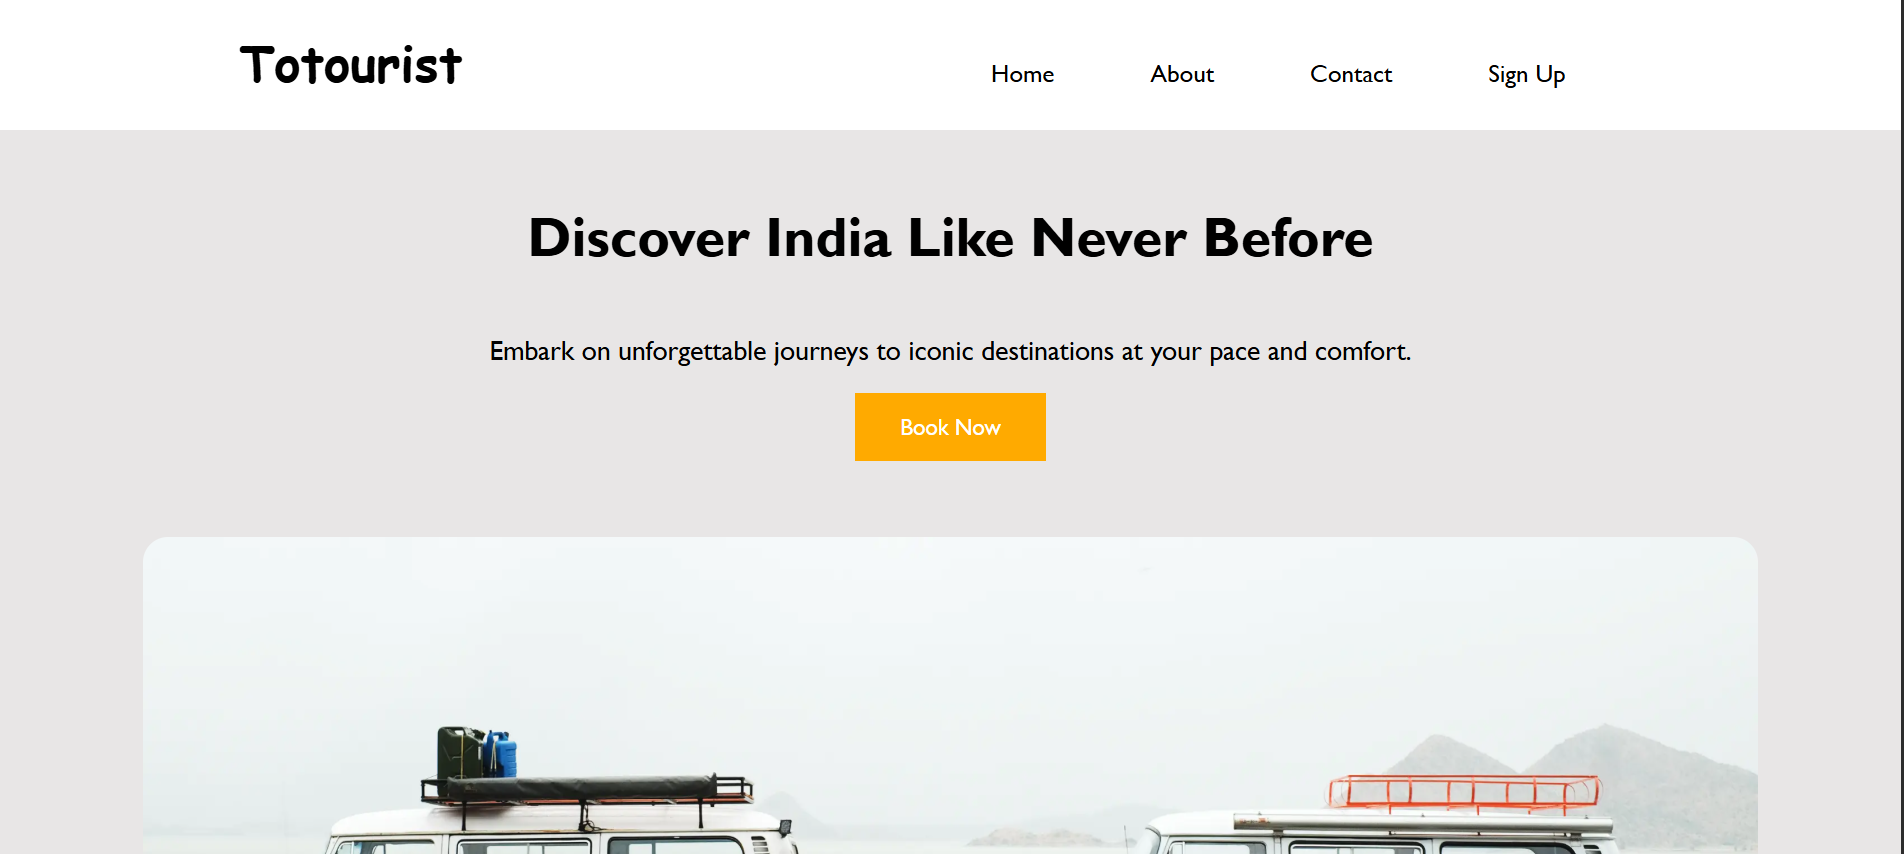 Totourist
Home About Contact Sign Up
Discover India Like Never Before
Embark on unforgettable journeys to iconic destinations at your pace and comfort.
Book Now